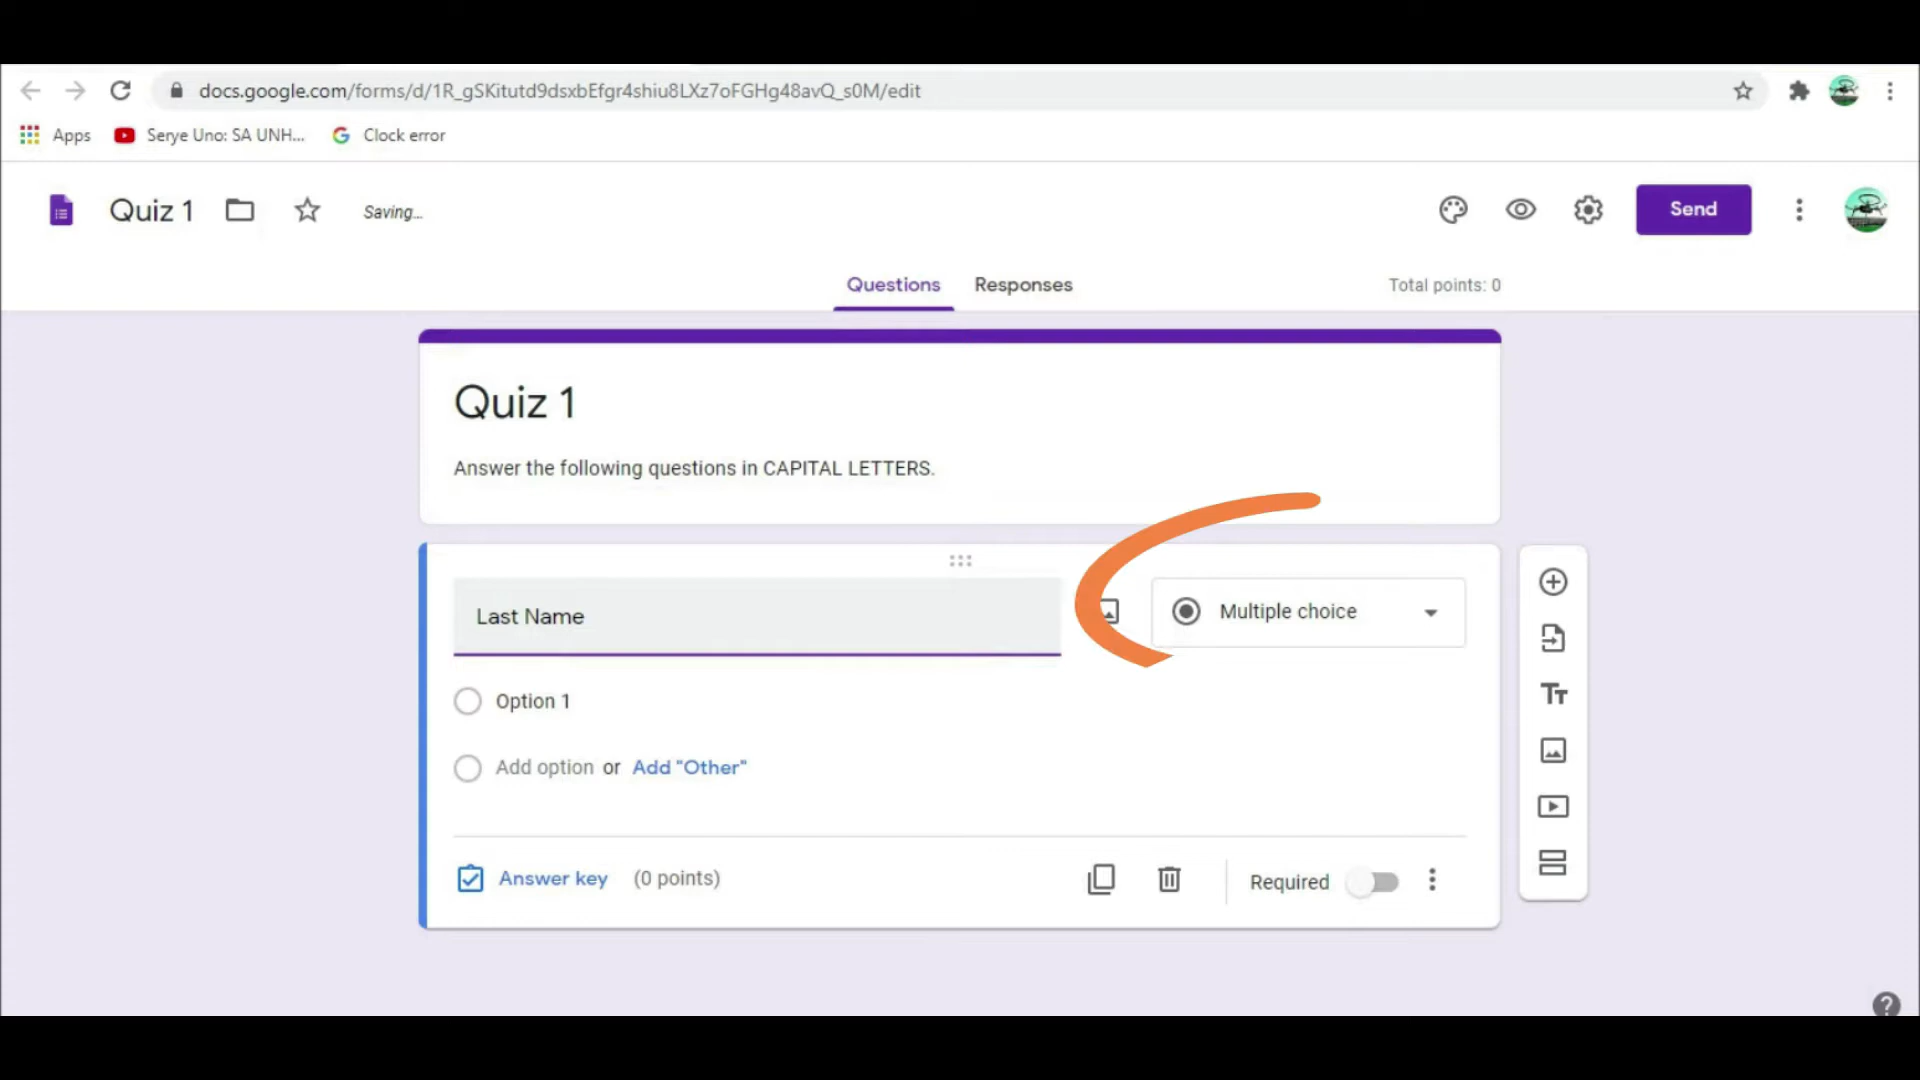 docs.google.com/forms/d/1R_gSKitutd9dsxbEfgr4shiu8LXz7oFGHg48avQ_s0M/edit
Apps Serye Uno: SA UNH... Clock error
Quiz 1 Saving... Send
Questions Responses Total points: 0
Quiz 1
Answer the following questions in CAPITAL LETTERS.
Last Name Multiple choice
Option 1
Add option or Add "Other"
Answer key (0 points) Required